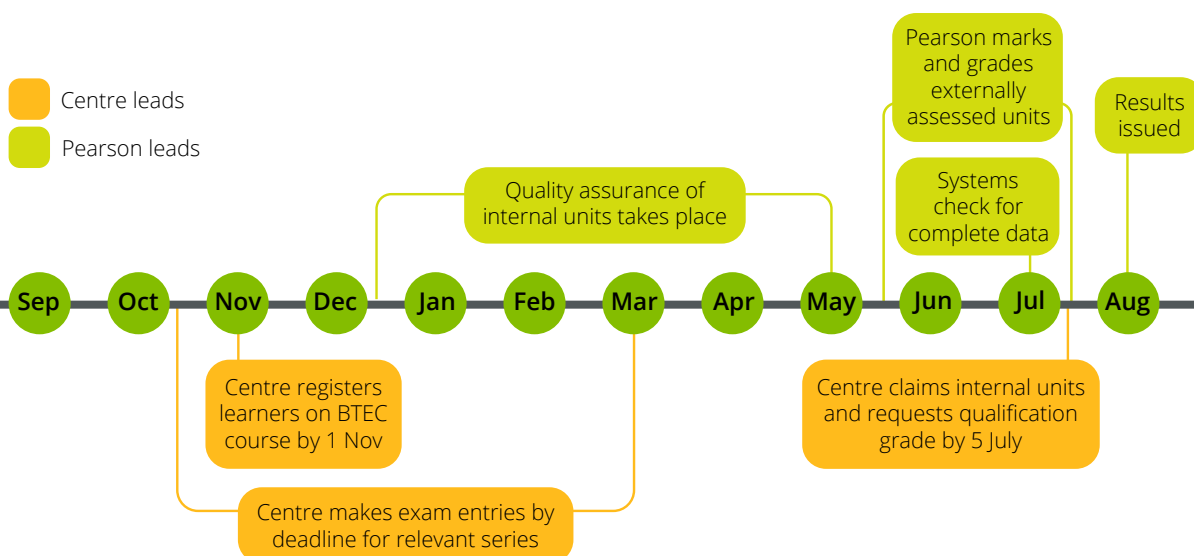 Centre leads
Pearson leads
Pearson marks
and grades
externally
assessed units
Results
issued
Quality assurance of
internal units takes place
Systems
check for
complete data
Sep
Oct
Nov
Dec
Jan
Feb
Mar
Apr
May
Jun
Jul
Aug
Centre registers
learners on BTEC
course by 1 Nov
Centre claims internal units
and requests qualification
grade by 5 July
Centre makes exam entries by
deadline for relevant series